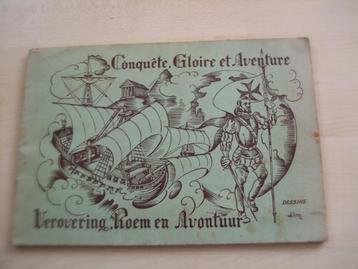 Conquête, Gloire et Aventure
Verovering, Roem en Avontuur
DESSINS